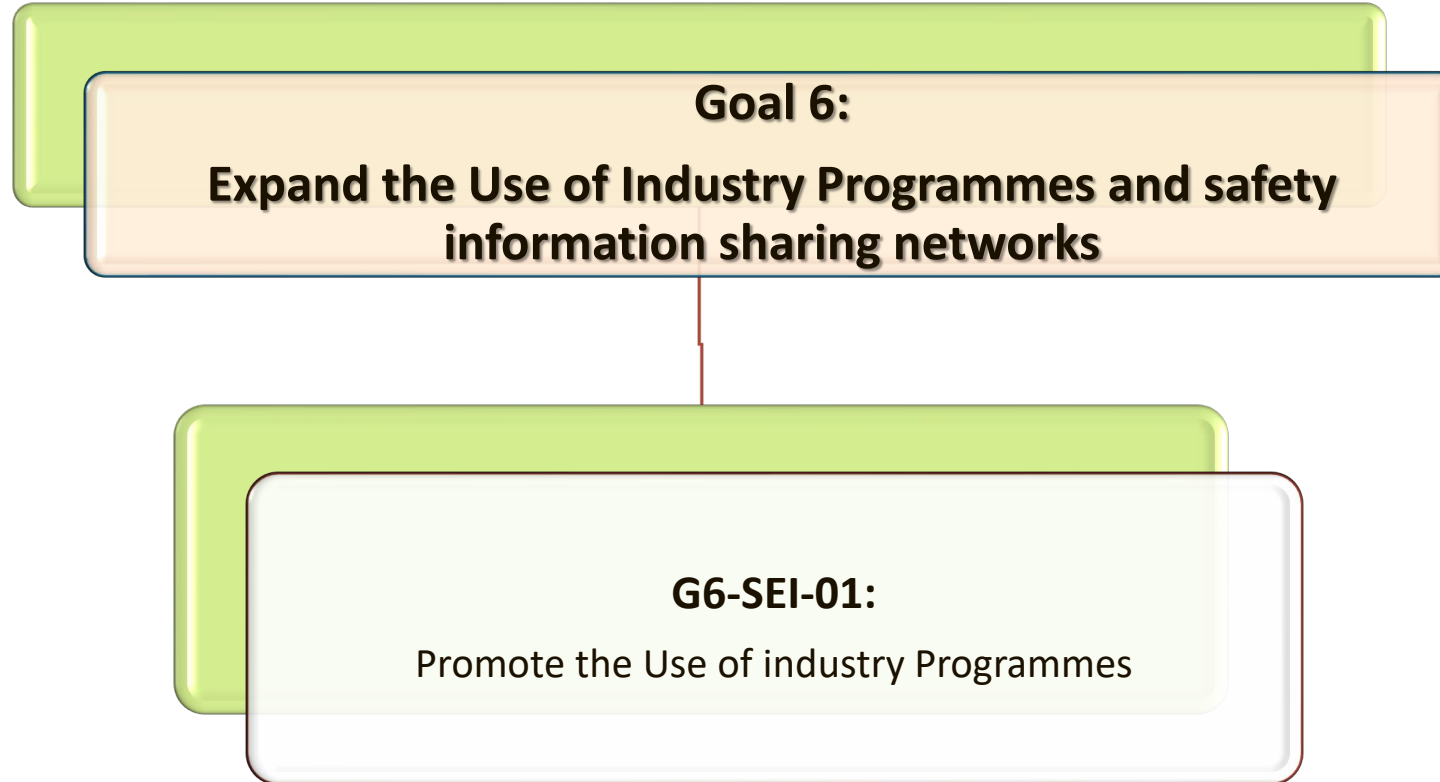 Goal 6:
Expand the Use of Industry Programmes and safety
information sharing networks
G6-SEI-01:
Promote the Use of industry Programmes